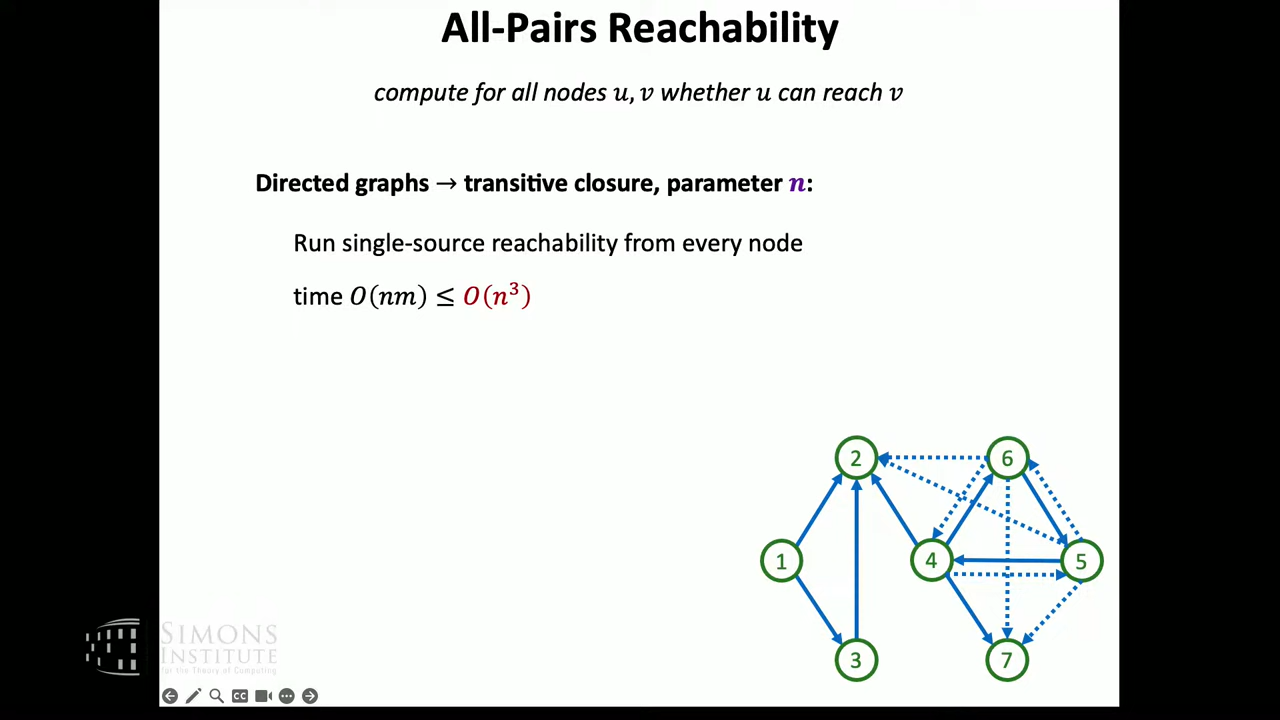 All-Pairs Reachability
compute for all nodes u, v whether u can reach v
Directed graphs → transitive closure, parameter n:
Run single-source reachability from every node
time O(nm) ≤ O(n³)
2
6
1
4
5
3
7
SIMONS
INSTITUTE
for the Theory of Computing
CC